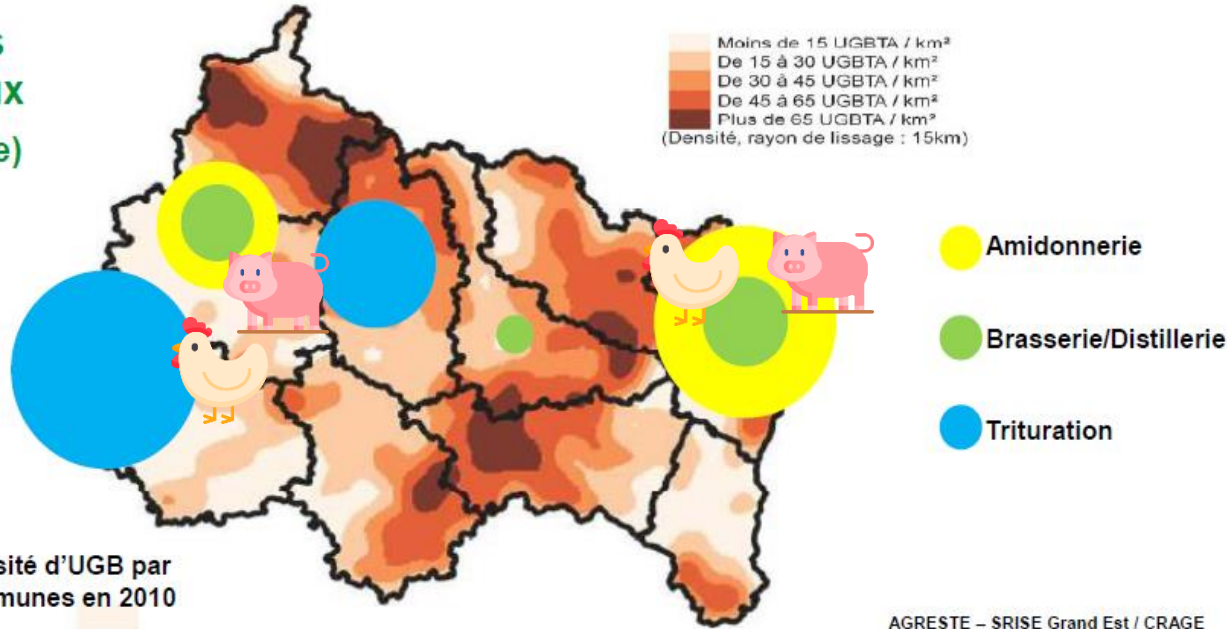 s
ux
e)
Moins de 15 UGBTA / km²
De 15 à 30 UGBTA / km²
De 30 à 45 UGBTA / km²
De 45 à 65 UGBTA / km²
Plus de 65 UGBTA / km²
(Densité, rayon de lissage : 15km)
Amidonnerie
Brasserie/Distillerie
Trituration
sité d'UGB par
munes en 2010
AGRESTE – SRISE Grand Est / CRAGE